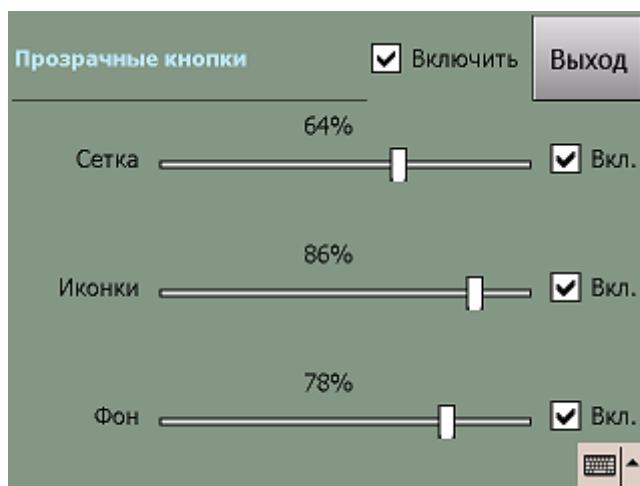 Прозрачные кнопки Включить Выход
64%
Сетка Вкл.
86%
Иконки Вкл.
78%
Фон Вкл.